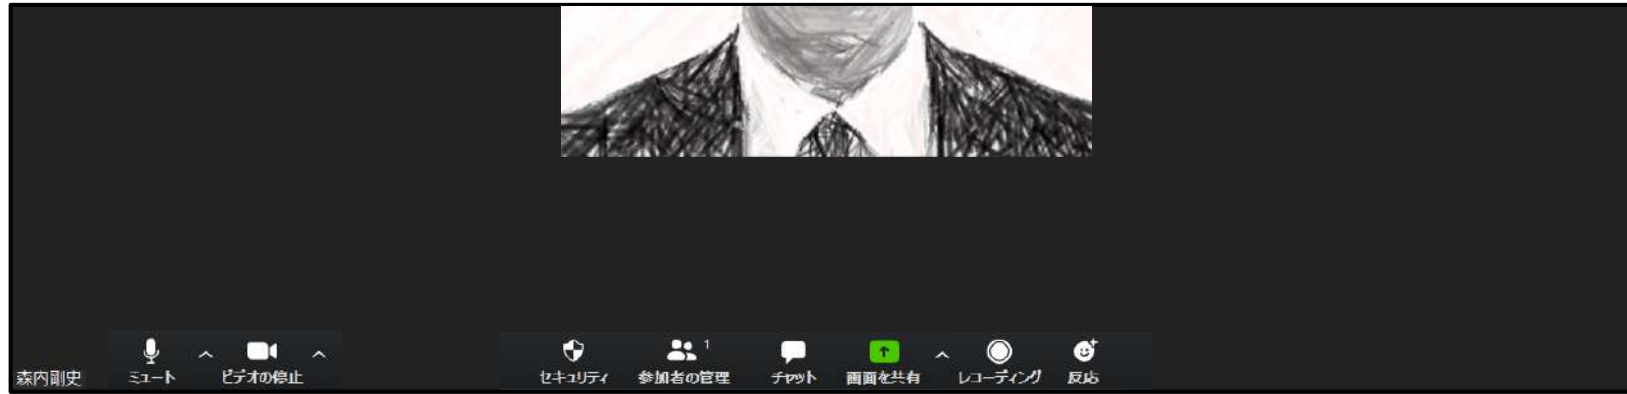 1
森内剛史 ミュート ビデオの停止 セキュリティ 参加者の管理 チャット 画面を共有 レコーディング 反応